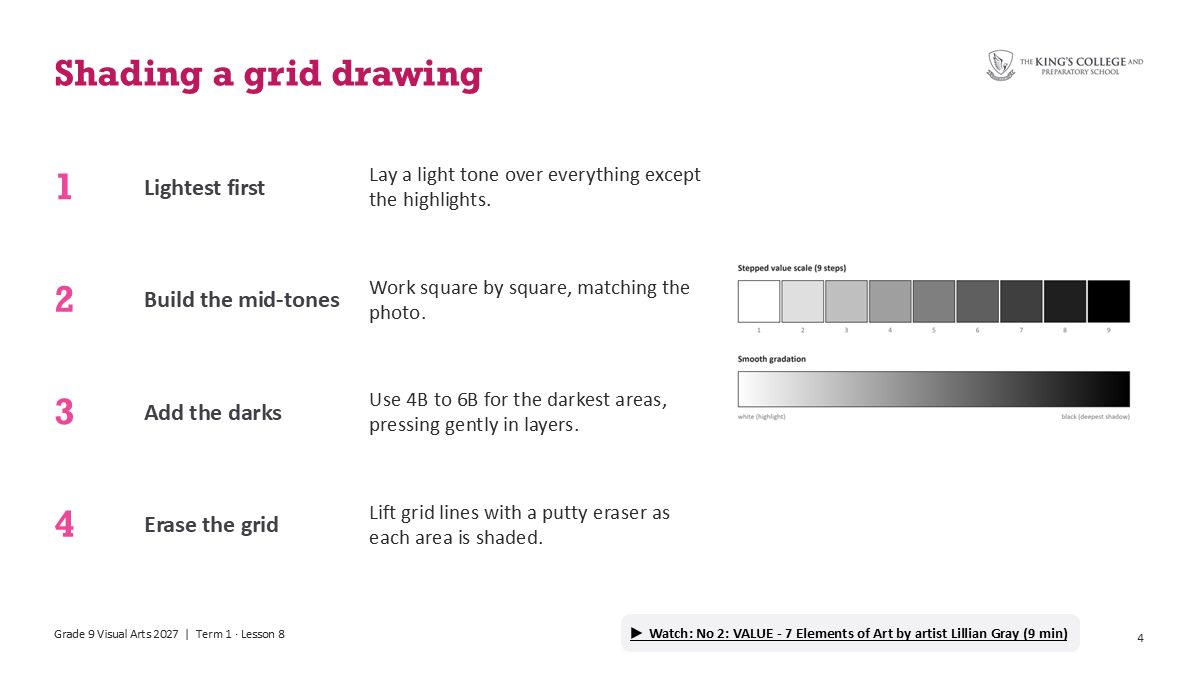 Shading a grid drawing
THE KING'S COLLEGE AND
PREPARATORY SCHOOL
1
Lightest first
Lay a light tone over everything except
the highlights.
2
Build the mid-tones
Work square by square, matching the
photo.
3
Add the darks
Use 4B to 6B for the darkest areas,
pressing gently in layers.
4
Erase the grid
Lift grid lines with a putty eraser as
each area is shaded.
Stepped value scale (9 steps)
1 2 3 4 5 6 7 8 9
Smooth gradation
white (highlight) black (deepest shadow)
Grade 9 Visual Arts 2027 | Term 1 · Lesson 8
▶ Watch: No 2: VALUE - 7 Elements of Art by artist Lillian Gray (9 min)
4